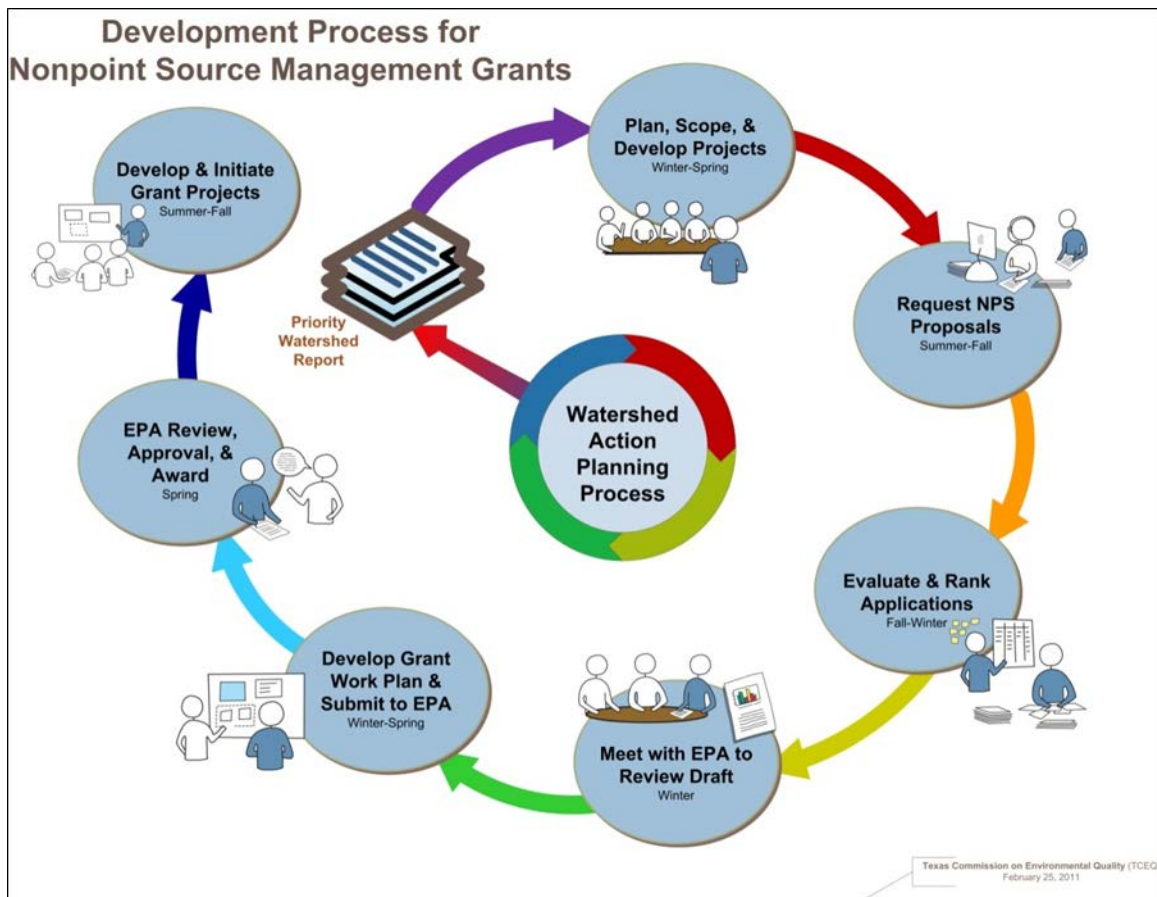 Development Process for
Nonpoint Source Management Grants
Plan, Scope, &
Develop Projects
Winter-Spring
Develop & Initiate
Grant Projects
Summer-Fall
Request NPS
Proposals
Summer-Fall
Priority
Watershed
Report
Watershed
Action
Planning
Process
EPA Review,
Approval, &
Award
Spring
Evaluate & Rank
Applications
Fall-Winter
Develop Grant
Work Plan &
Submit to EPA
Winter-Spring
Meet with EPA to
Review Draft
Winter
Texas Commission on Environmental Quality (TCEQ
February 25, 2011